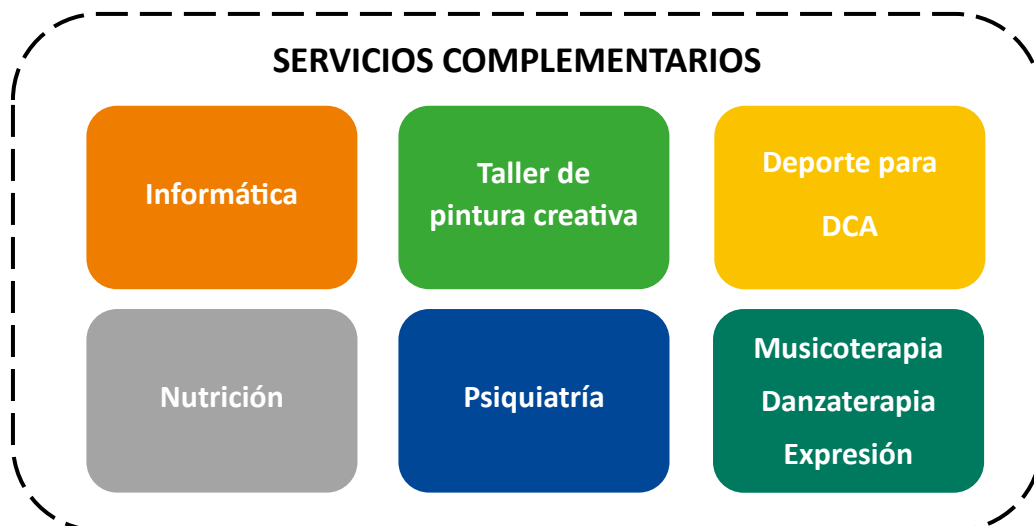 SERVICIOS COMPLEMENTARIOS
Informática
Taller de
pintura creativa
Deporte para
DCA
Nutrición
Psiquiatría
Musicoterapia
Danzaterapia
Expresión